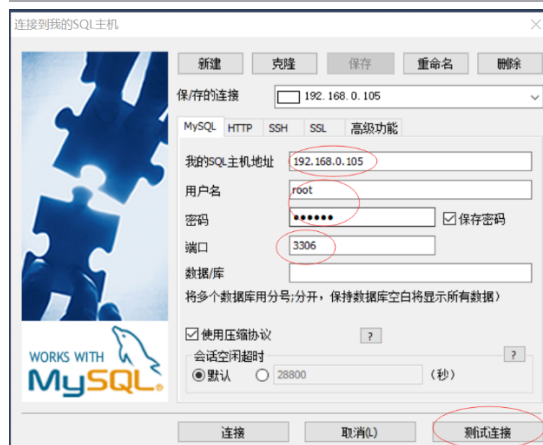 连接到我的SQL主机
新建 克隆 保存 重命名 删除
保/存的连接 192.168.0.105
MySQL HTTP SSH SSL 高级功能
我的SQL主机地址 192.168.0.105
用户名 root
密码 ●●●●●● 保存密码
端口 3306
数据/库
将多个数据库用分号;分开，保持数据库空白将显示所有数据）
使用压缩协议 ?
会话空闲超时 ?
默认 28800 (秒)
WORKS WITH
MySQL®
连接 取消(L) 测试连接